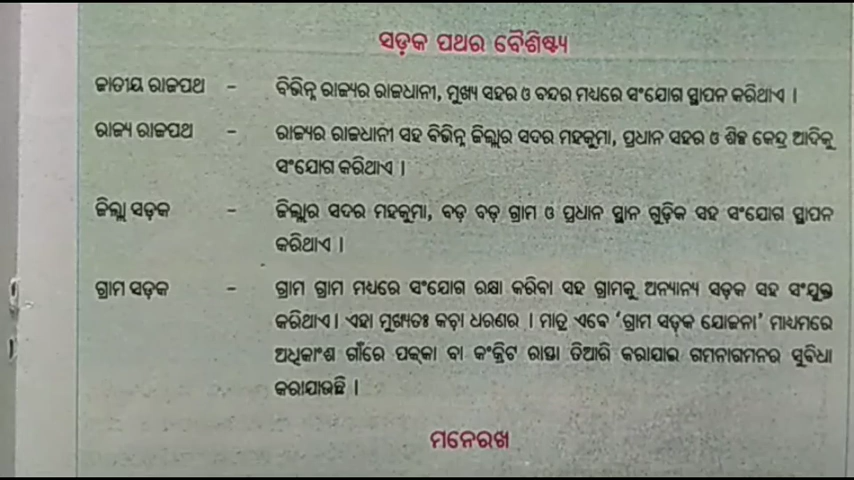 ସଡ଼କ ପଥର ବୈଶିଷ୍ଟ୍ୟ
ଜାତୀୟ ରାଜପଥ – ବିଭିନ୍ନ ରାଜ୍ୟର ରାଜଧାନୀ, ମୁଖ୍ୟ ସହର ଓ ବନ୍ଦର ମଧ୍ୟରେ ସଂଯୋଗ ସ୍ଥାପନ କରିଥାଏ ।
ରାଜ୍ୟ ରାଜପଥ – ରାଜ୍ୟର ରାଜଧାନୀ ସହ ବିଭିନ୍ନ ଜିଲ୍ଲାର ସଦର ମହକୁମା, ପ୍ରଧାନ ସହର ଓ ଶିଳ୍ପ କେନ୍ଦ୍ର ଆଦିକୁ
ସଂଯୋଗ କରିଥାଏ ।
ଜିଲ୍ଲା ସଡ଼କ – ଜିଲ୍ଲାର ସଦର ମହକୁମା, ବଡ଼ ବଡ଼ ଗ୍ରାମ ଓ ପ୍ରଧାନ ସ୍ଥାନ ଗୁଡ଼ିକ ସହ ସଂଯୋଗ ସ୍ଥାପନ
କରିଥାଏ ।
ଗ୍ରାମ ସଡ଼କ – ଗ୍ରାମ ଗ୍ରାମ ମଧ୍ୟରେ ସଂଯୋଗ ରକ୍ଷା କରିବା ସହ ଗ୍ରାମକୁ ଅନ୍ୟାନ୍ୟ ସଡ଼କ ସହ ସଂଯୁକ୍ତ
କରିଥାଏ । ଏହା ମୁଖ୍ୟତଃ କଚ୍ଚା ଧରଣର । ମାତ୍ର ଏବେ ‘ଗ୍ରାମ ସଡ଼କ ଯୋଜନା’ ମାଧ୍ୟମରେ
ଅଧିକାଂଶ ଗାଁରେ ପକ୍କା ବା କଂକ୍ରିଟ ରାସ୍ତା ତିଆରି କରାଯାଇ ଗମନାଗମନର ସୁବିଧା
କରାଯାଉଛି ।
ମନେରଖ